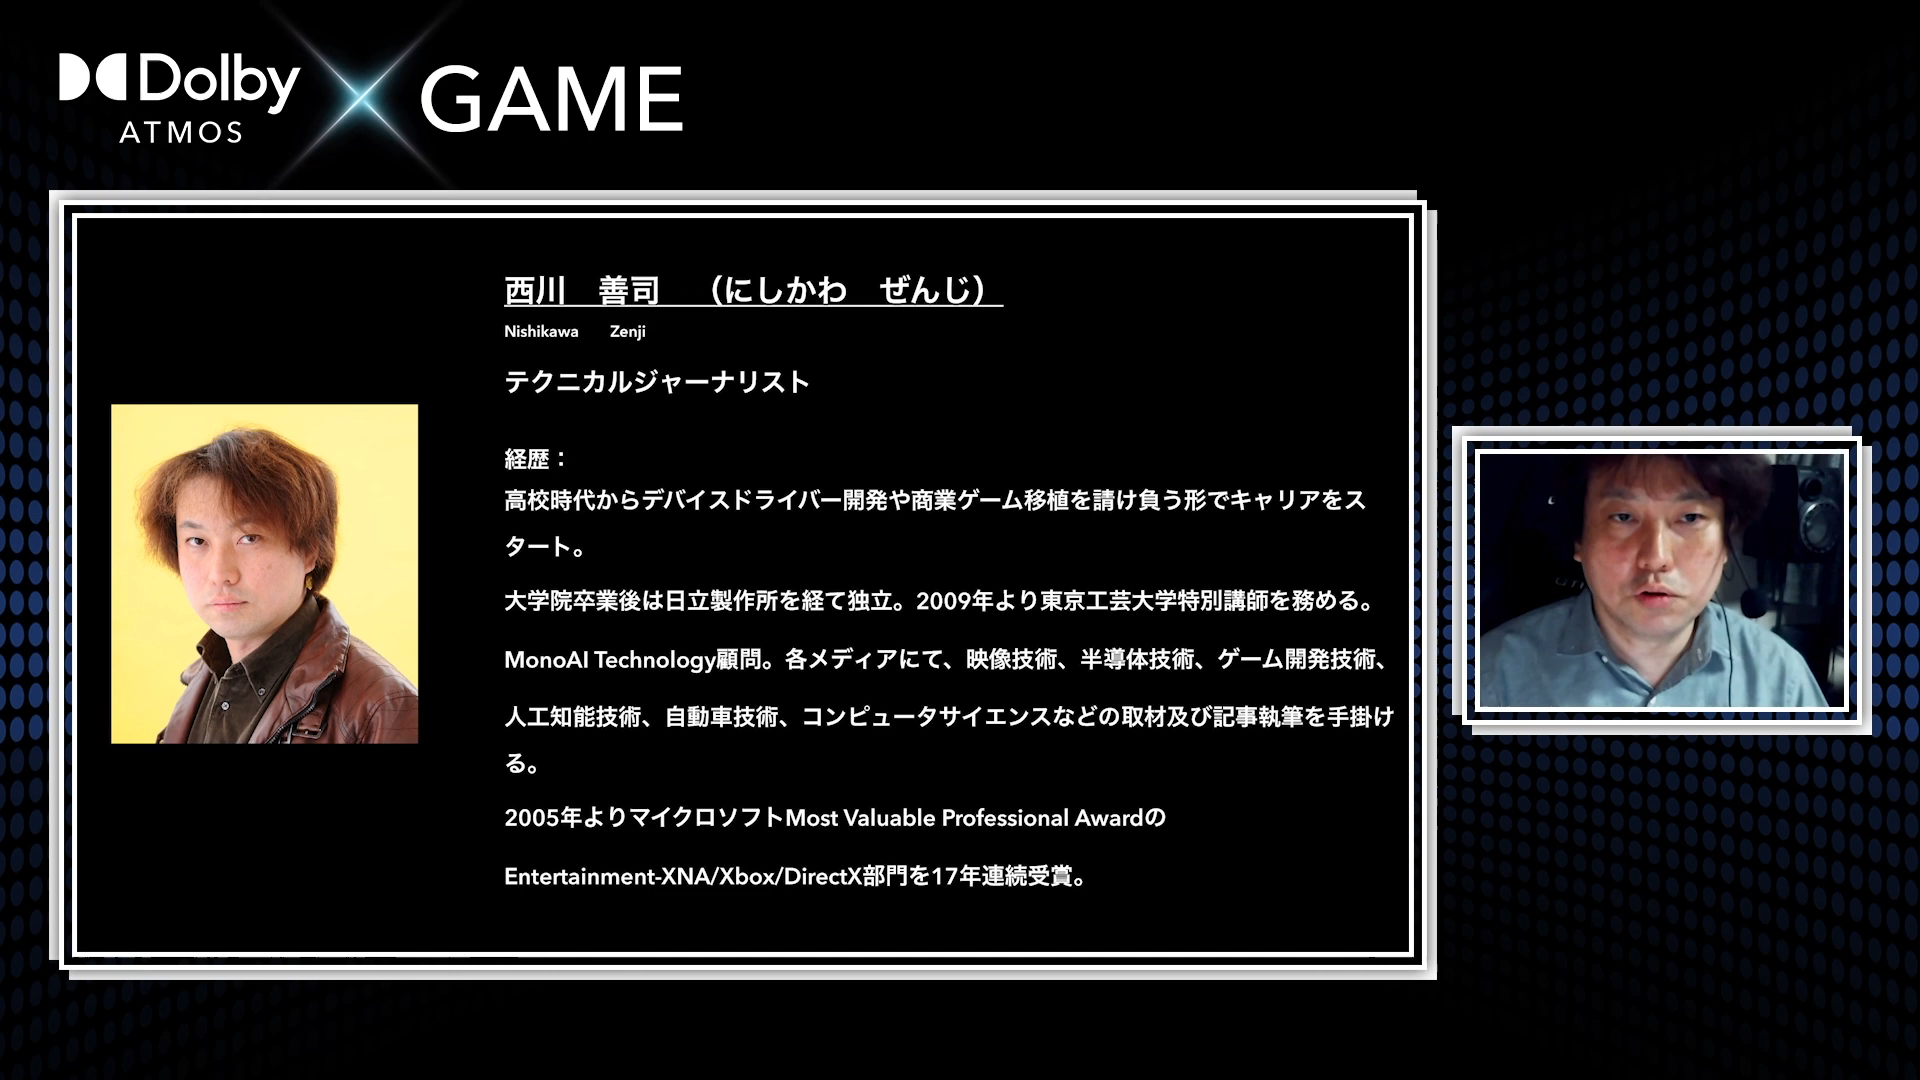 Dolby
ATMOS
GAME
西川　善司　（にしかわ　ぜんじ）
Nishikawa　Zenji
テクニカルジャーナリスト
経歴：
高校時代からデバイスドライバー開発や商業ゲーム移植を請け負う形でキャリアをス
タート。
大学院卒業後は日立製作所を経て独立。2009年より東京工芸大学特別講師を務める。
MonoAI Technology顧問。各メディアにて、映像技術、半導体技術、ゲーム開発技術、
人工知能技術、自動車技術、コンピュータサイエンスなどの取材及び記事執筆を手掛け
る。
2005年よりマイクロソフトMost Valuable Professional Awardの
Entertainment-XNA/Xbox/DirectX部門を17年連続受賞。